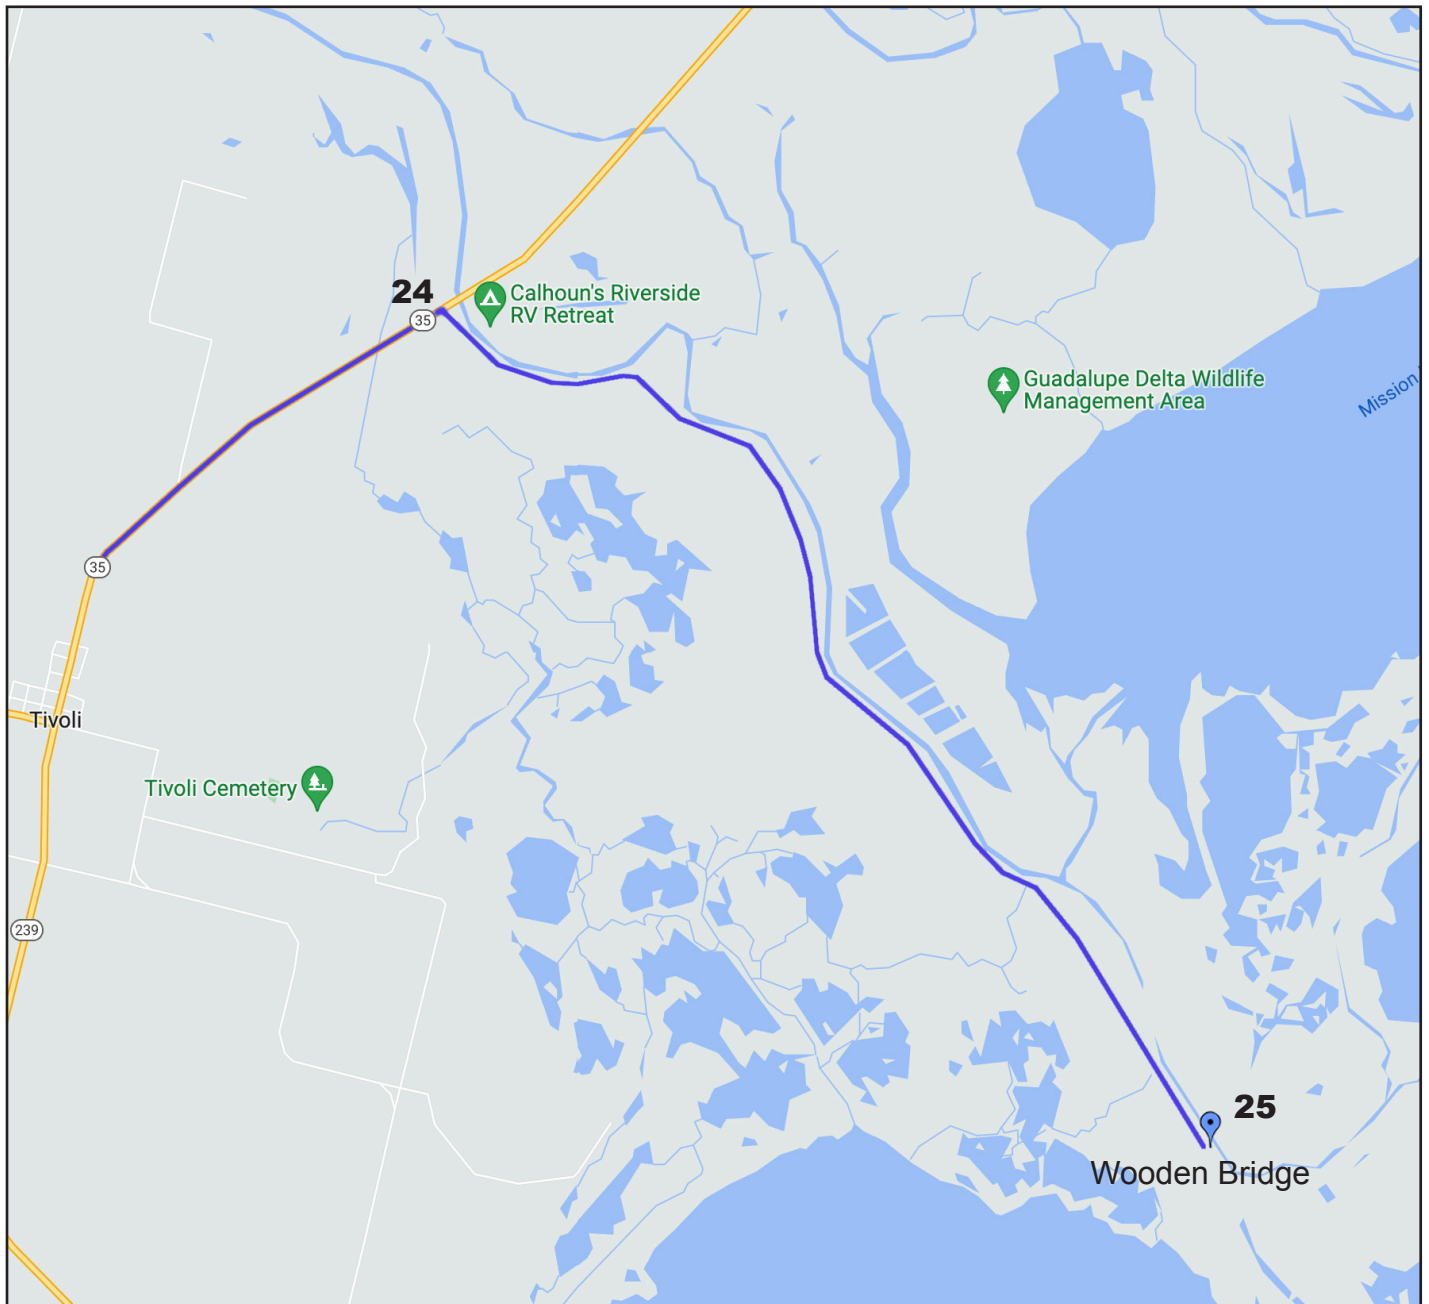 24
35
Calhoun's Riverside
RV Retreat
Guadalupe Delta Wildlife
Management Area
Mission
35
Tivoli
Tivoli Cemetery
239
25
Wooden Bridge